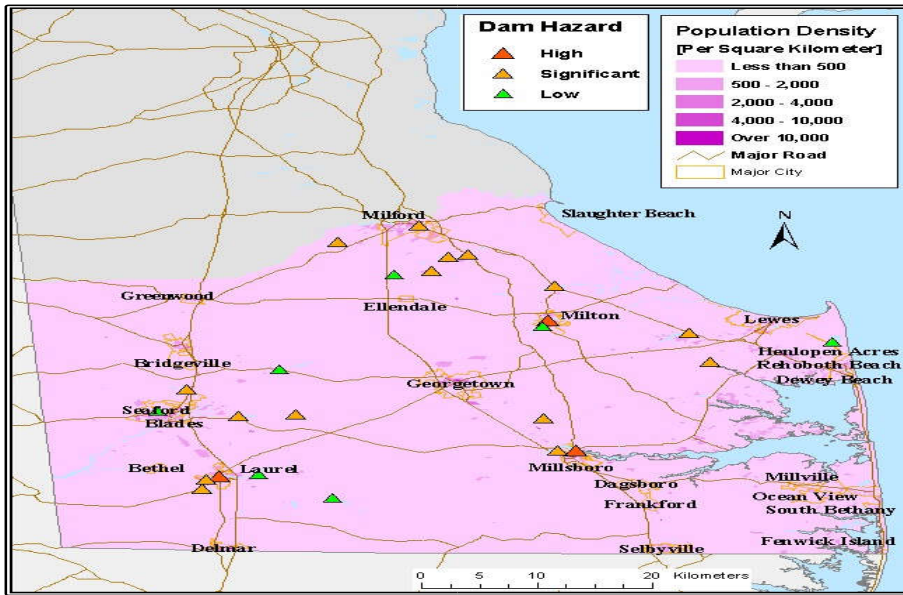 Dam Hazard
High
Significant
Low
Population Density
[Per Square Kilometer]
Less than 500
500 - 2,000
2,000 - 4,000
4,000 - 10,000
Over 10,000
Major Road
Major City
N
Milford
Slaughter Beach
Greenwood
Ellendale
Milton
Lewes
Bridgeville
Henlopen Acres
Rehoboth Beach
Georgetown
Dewey Beach
Seaford
Blades
Bethel
Laurel
Millsboro
Dagsboro
Millville
Frankford
Ocean View
South Bethany
Delmar
Selbyville
Fenwick Island
0 5 10 20 Kilometers